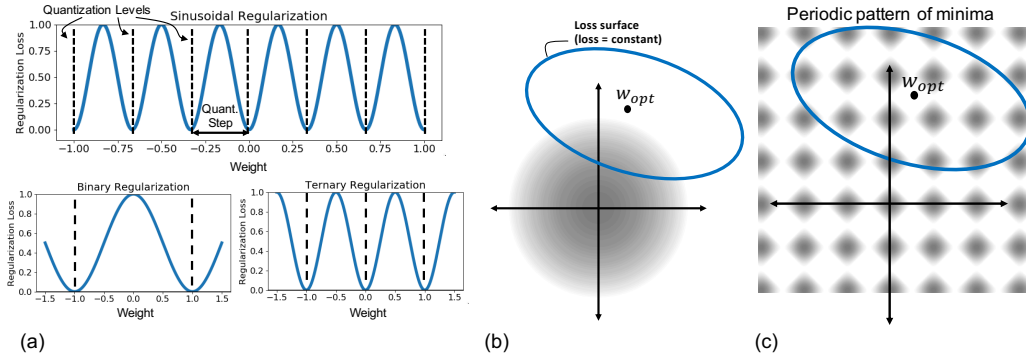 Quantization Levels
Sinusoidal Regularization
Regularization Loss
1.00
0.75
0.50
0.25
0.00
Quant.
Step
−1.00 −0.75 −0.50 −0.25 0.00 0.25 0.50 0.75 1.00
Weight
Binary Regularization
Regularization Loss
1.0
0.8
0.6
0.4
0.2
0.0
−1.5 −1.0 −0.5 0.0 0.5 1.0 1.5
Weight
Ternary Regularization
Regularization Loss
1.0
0.8
0.6
0.4
0.2
0.0
−1.5 −1.0 −0.5 0.0 0.5 1.0 1.5
Weight
(a)
Loss surface
(loss = constant)
w_opt
(b)
Periodic pattern of minima
w_opt
(c)